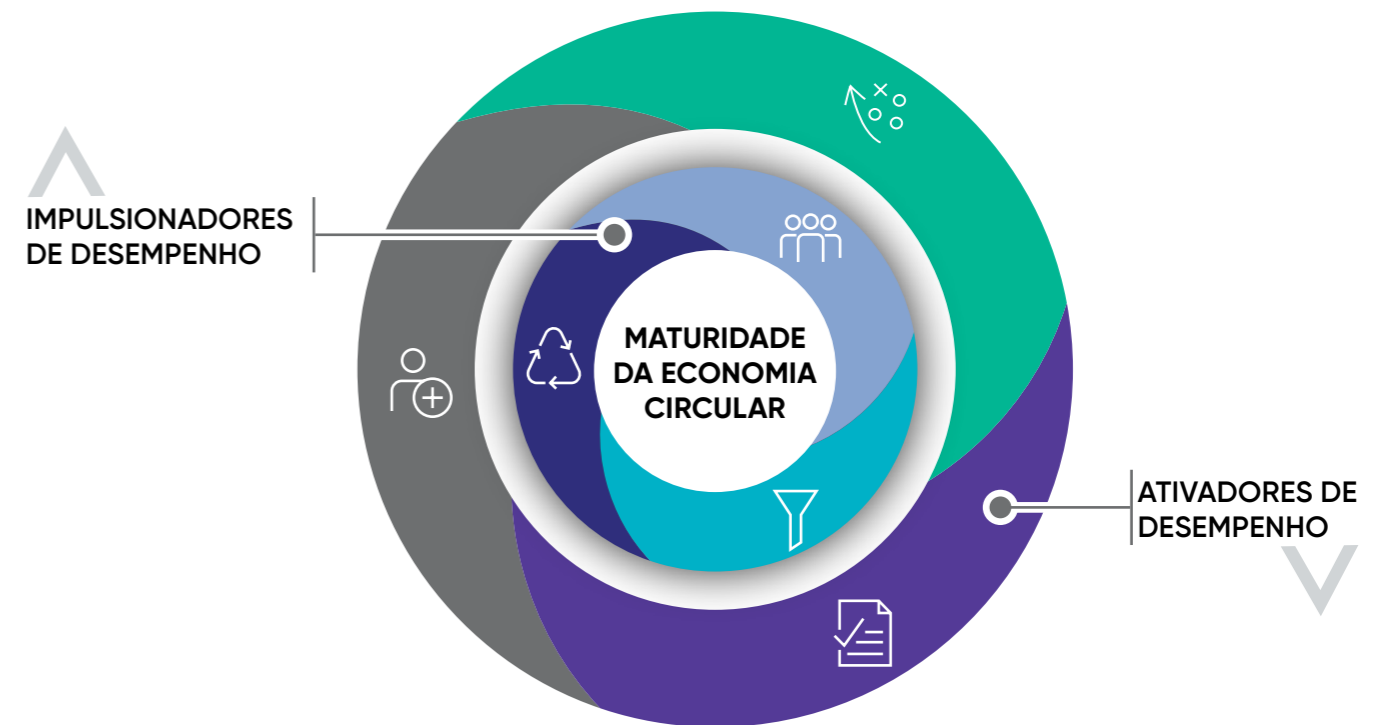 IMPULSIONADORES
DE DESEMPENHO
MATURIDADE
DA ECONOMIA
CIRCULAR
ATIVADORES DE
DESEMPENHO